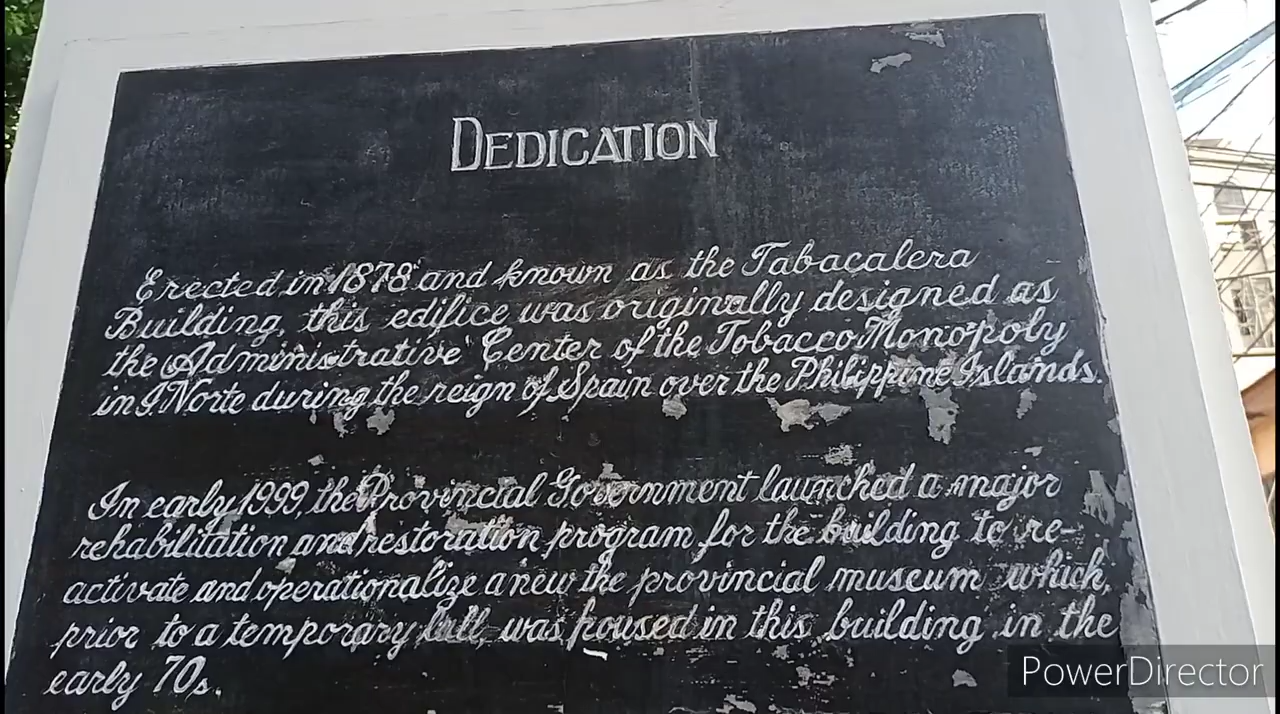 DEDICATION
Erected in 1878 and known as the Tabacalera
Building, this edifice was originally designed as
the Administrative Center of the Tobacco Monopoly
in I Norte during the reign of Spain over the Philippine Islands.
In early 1999, the Provincial Government launched a major
rehabilitation and restoration program for the building to re-
activate and operationalize anew the provincial museum which,
prior to a temporary lull, was housed in this building in the
early 70s.
PowerDirector